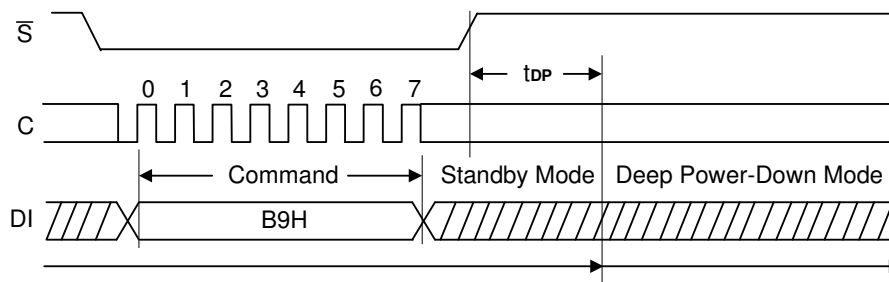 S̅
tDP
0 1 2 3 4 5 6 7
C
Command Standby Mode Deep Power-Down Mode
DI B9H